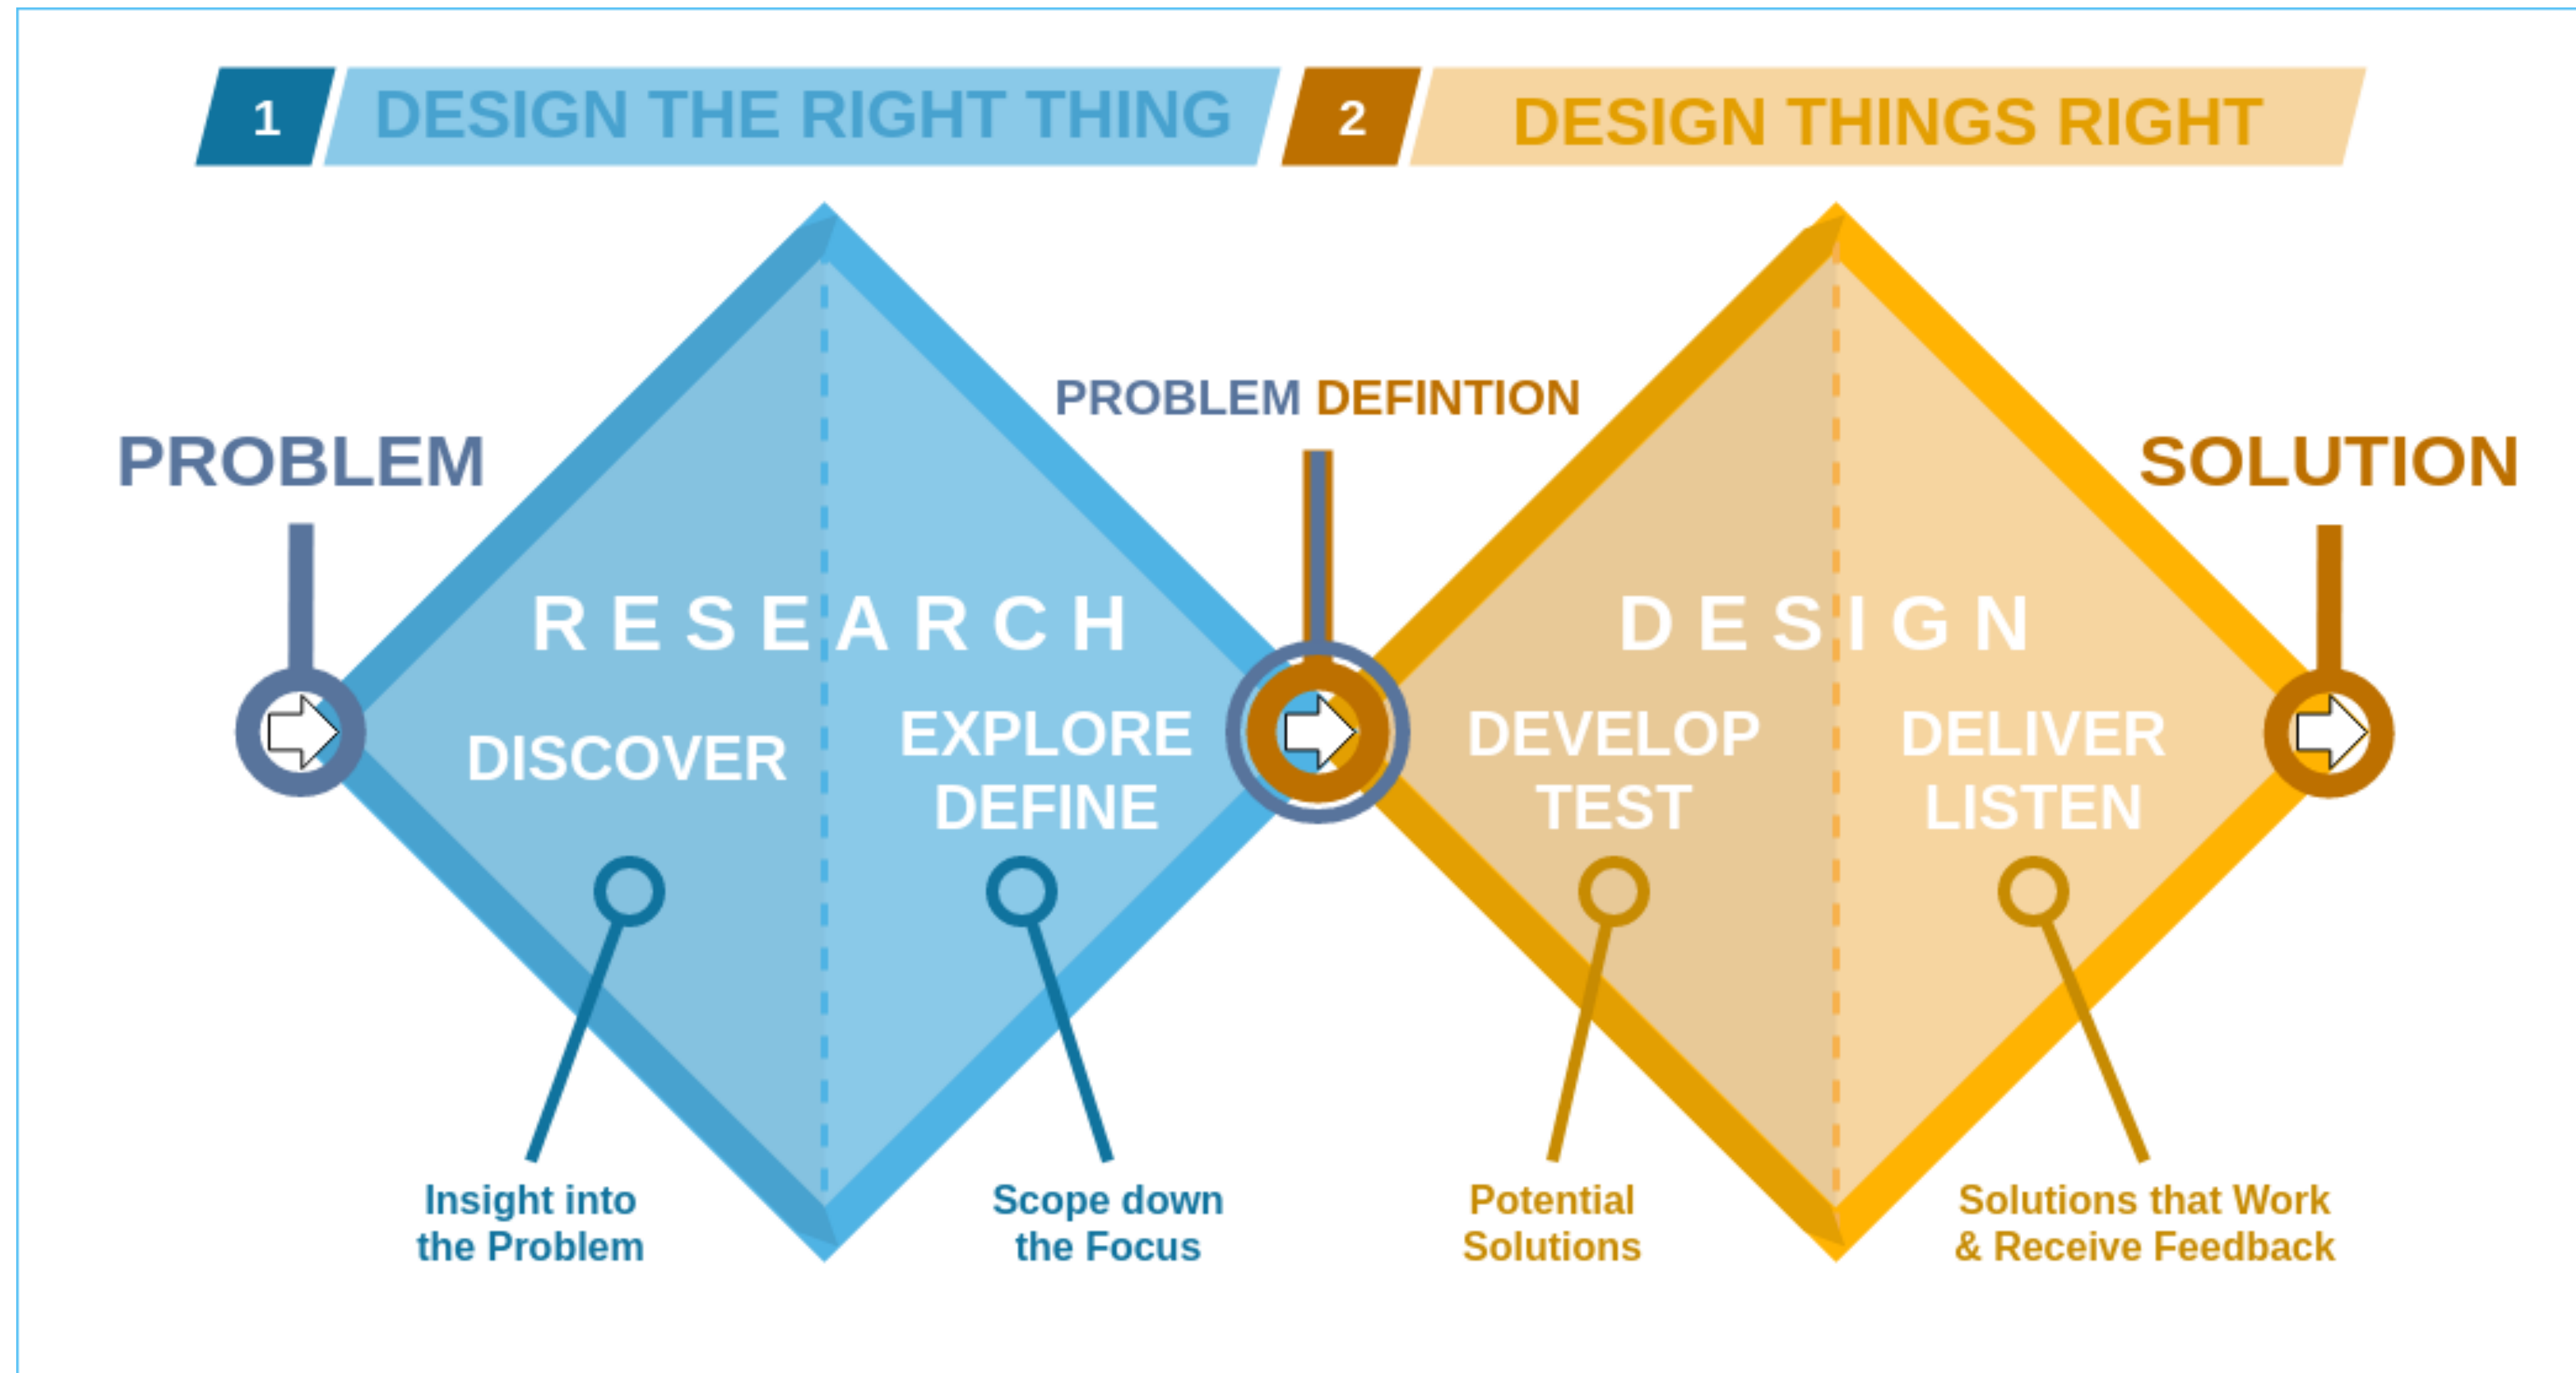 1
DESIGN THE RIGHT THING
2
DESIGN THINGS RIGHT
PROBLEM
PROBLEM DEFINTION
SOLUTION
RESEARCH
DESIGN
DISCOVER
EXPLORE
DEFINE
DEVELOP
TEST
DELIVER
LISTEN
Insight into
the Problem
Scope down
the Focus
Potential
Solutions
Solutions that Work
& Receive Feedback